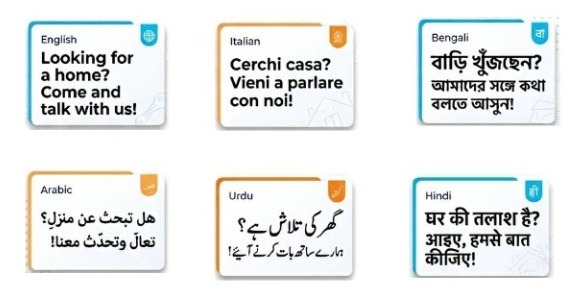 English
Looking for
a home?
Come and
talk with us!
Italian
Cerchi casa?
Vieni a parlare
con noi!
Bengali
বা
বাড়ি খুঁজছেন?
আমাদের সঙ্গে কথা
বলতে আসুন!
Arabic
هل تبحث عن منزلٍ؟
تعالَ وتحدّث معنا!
Urdu
گھر کی تلاش ہے؟
ہمارے ساتھ بات کرنے آیئے!
Hindi
ही
घर की तलाश है?
आइए, हमसे बात
कीजिए!